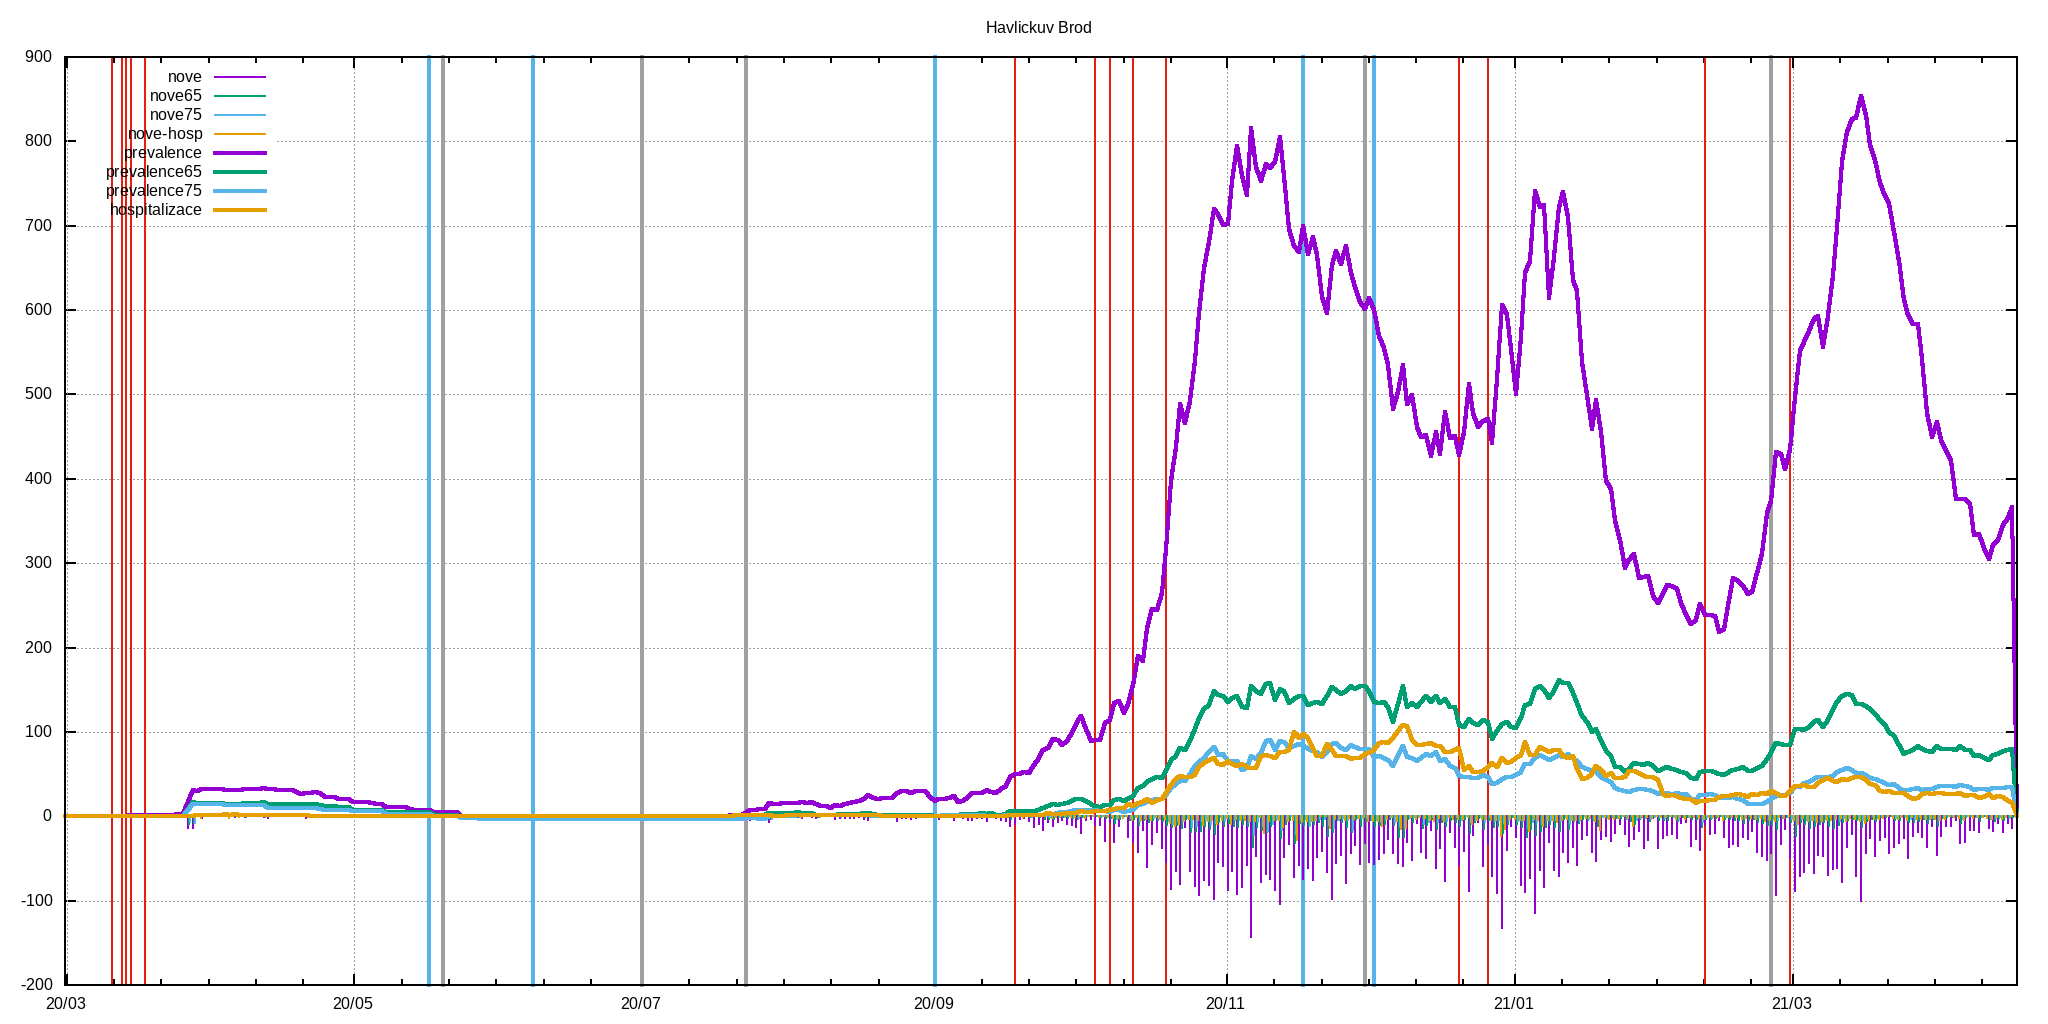 Havlickuv Brod
900
800
700
600
500
400
300
200
100
0
-100
-200
nove
nove65
nove75
nove-hosp
prevalence
prevalence65
prevalence75
hospitalizace
20/03
20/05
20/07
20/09
20/11
21/01
21/03